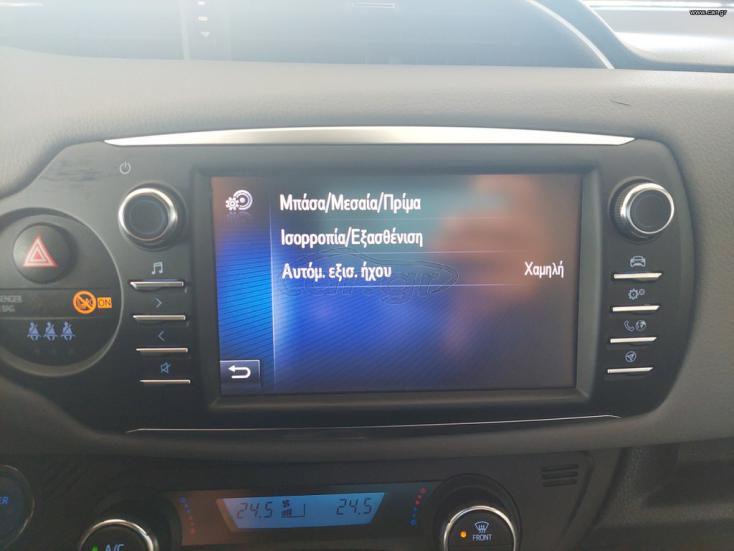 www.car.gr
Μπάσα/Μεσαία/Πρίμα
Ισορροπία/Εξασθένιση
Αυτόμ. εξισ. ήχου Χαμηλή
ON
24.5 24.5
A/C
FRONT